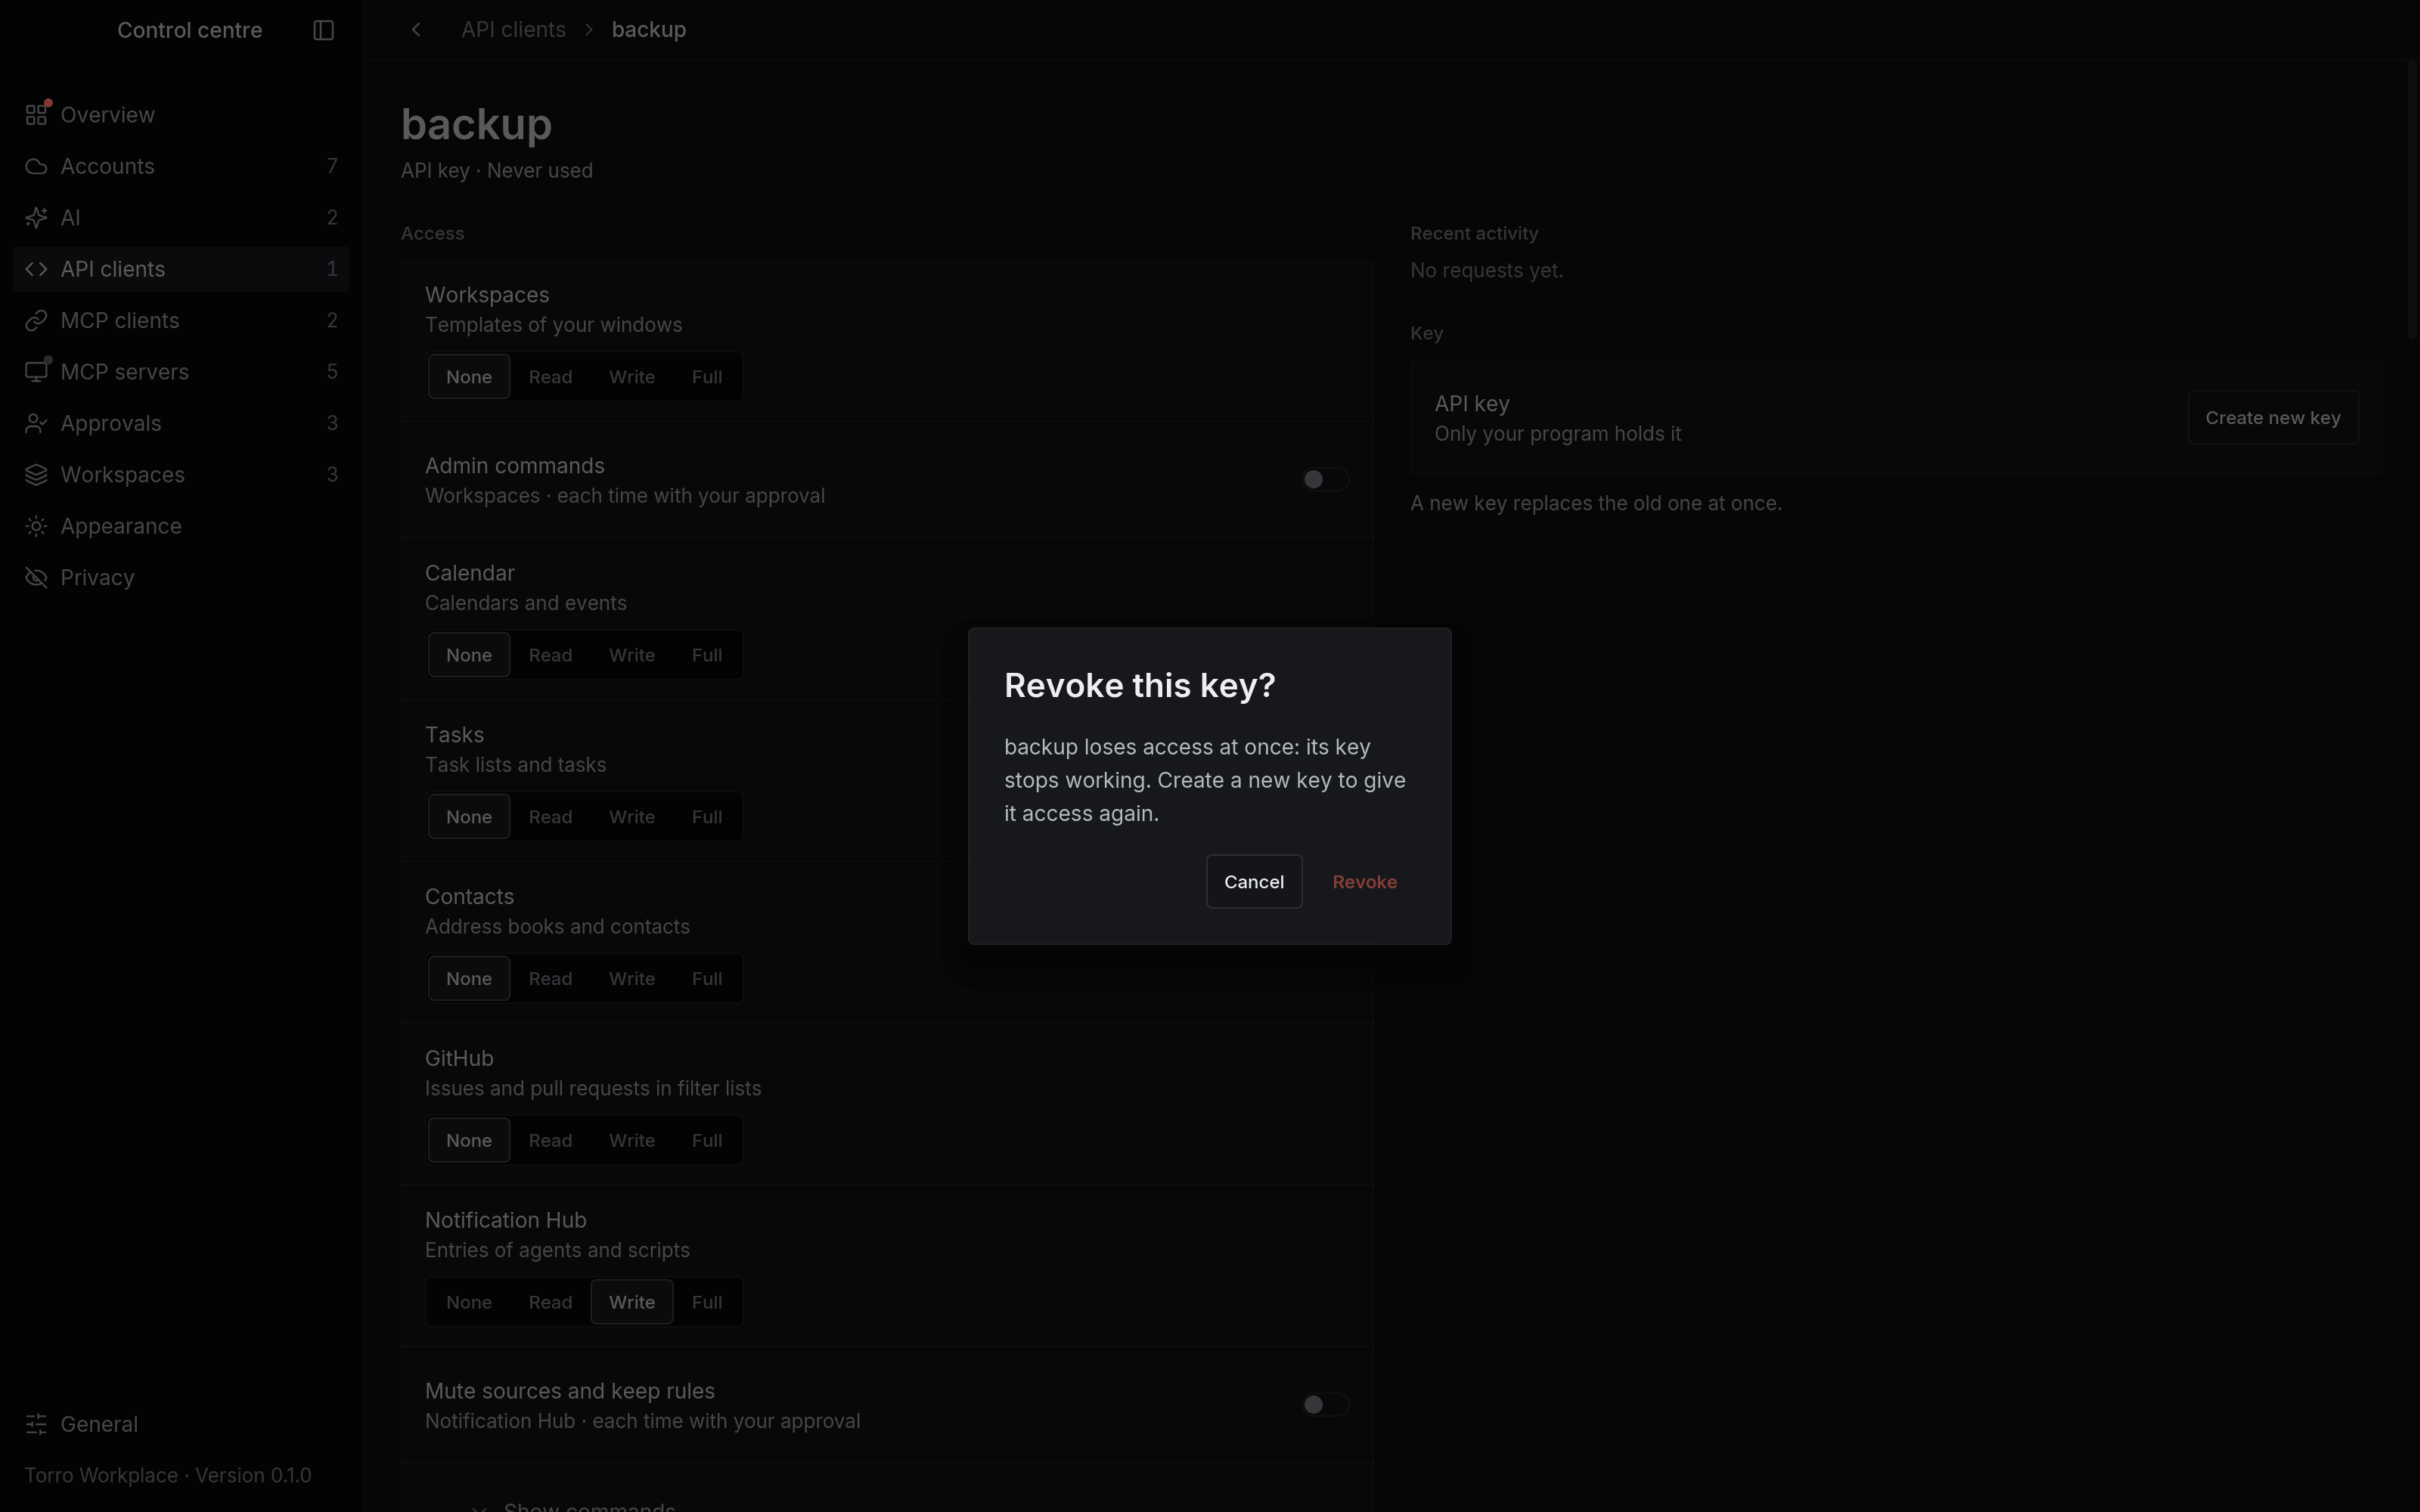 Control centre
Overview
Accounts 7
AI 2
API clients 1
MCP clients 2
MCP servers 5
Approvals 3
Workspaces 3
Appearance
Privacy
General
Torro Workplace · Version 0.1.0
API clients > backup
backup
API key · Never used
Access
Workspaces
Templates of your windows
None Read Write Full
Admin commands
Workspaces · each time with your approval
Calendar
Calendars and events
None Read Write Full
Tasks
Task lists and tasks
None Read Write Full
Contacts
Address books and contacts
None Read Write Full
GitHub
Issues and pull requests in filter lists
None Read Write Full
Notification Hub
Entries of agents and scripts
None Read Write Full
Mute sources and keep rules
Notification Hub · each time with your approval
Show commands
Recent activity
No requests yet.
Key
API key
Only your program holds it
Create new key
A new key replaces the old one at once.
Revoke this key?
backup loses access at once: its key
stops working. Create a new key to give
it access again.
Cancel Revoke